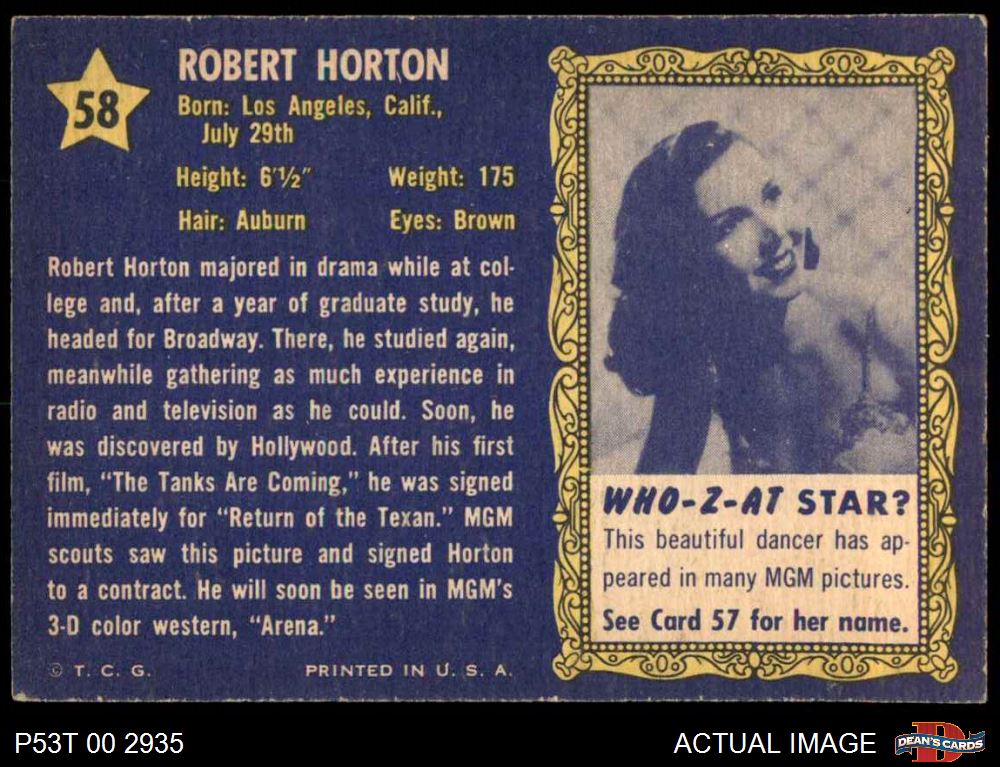 58
ROBERT HORTON
Born: Los Angeles, Calif.,
July 29th
Height: 6'½"
Weight: 175
Hair: Auburn
Eyes: Brown
Robert Horton majored in drama while at col-
lege and, after a year of graduate study, he
headed for Broadway. There, he studied again,
meanwhile gathering as much experience in
radio and television as he could. Soon, he
was discovered by Hollywood. After his first
film, "The Tanks Are Coming," he was signed
immediately for "Return of the Texan." MGM
scouts saw this picture and signed Horton
to a contract. He will soon be seen in MGM's
3-D color western, "Arena."
© T. C. G.
PRINTED IN U. S. A.
WHO-Z-AT STAR?
This beautiful dancer has ap-
peared in many MGM pictures.
See Card 57 for her name.
P53T 00 2935
ACTUAL IMAGE
D
DEAN'S CARDS